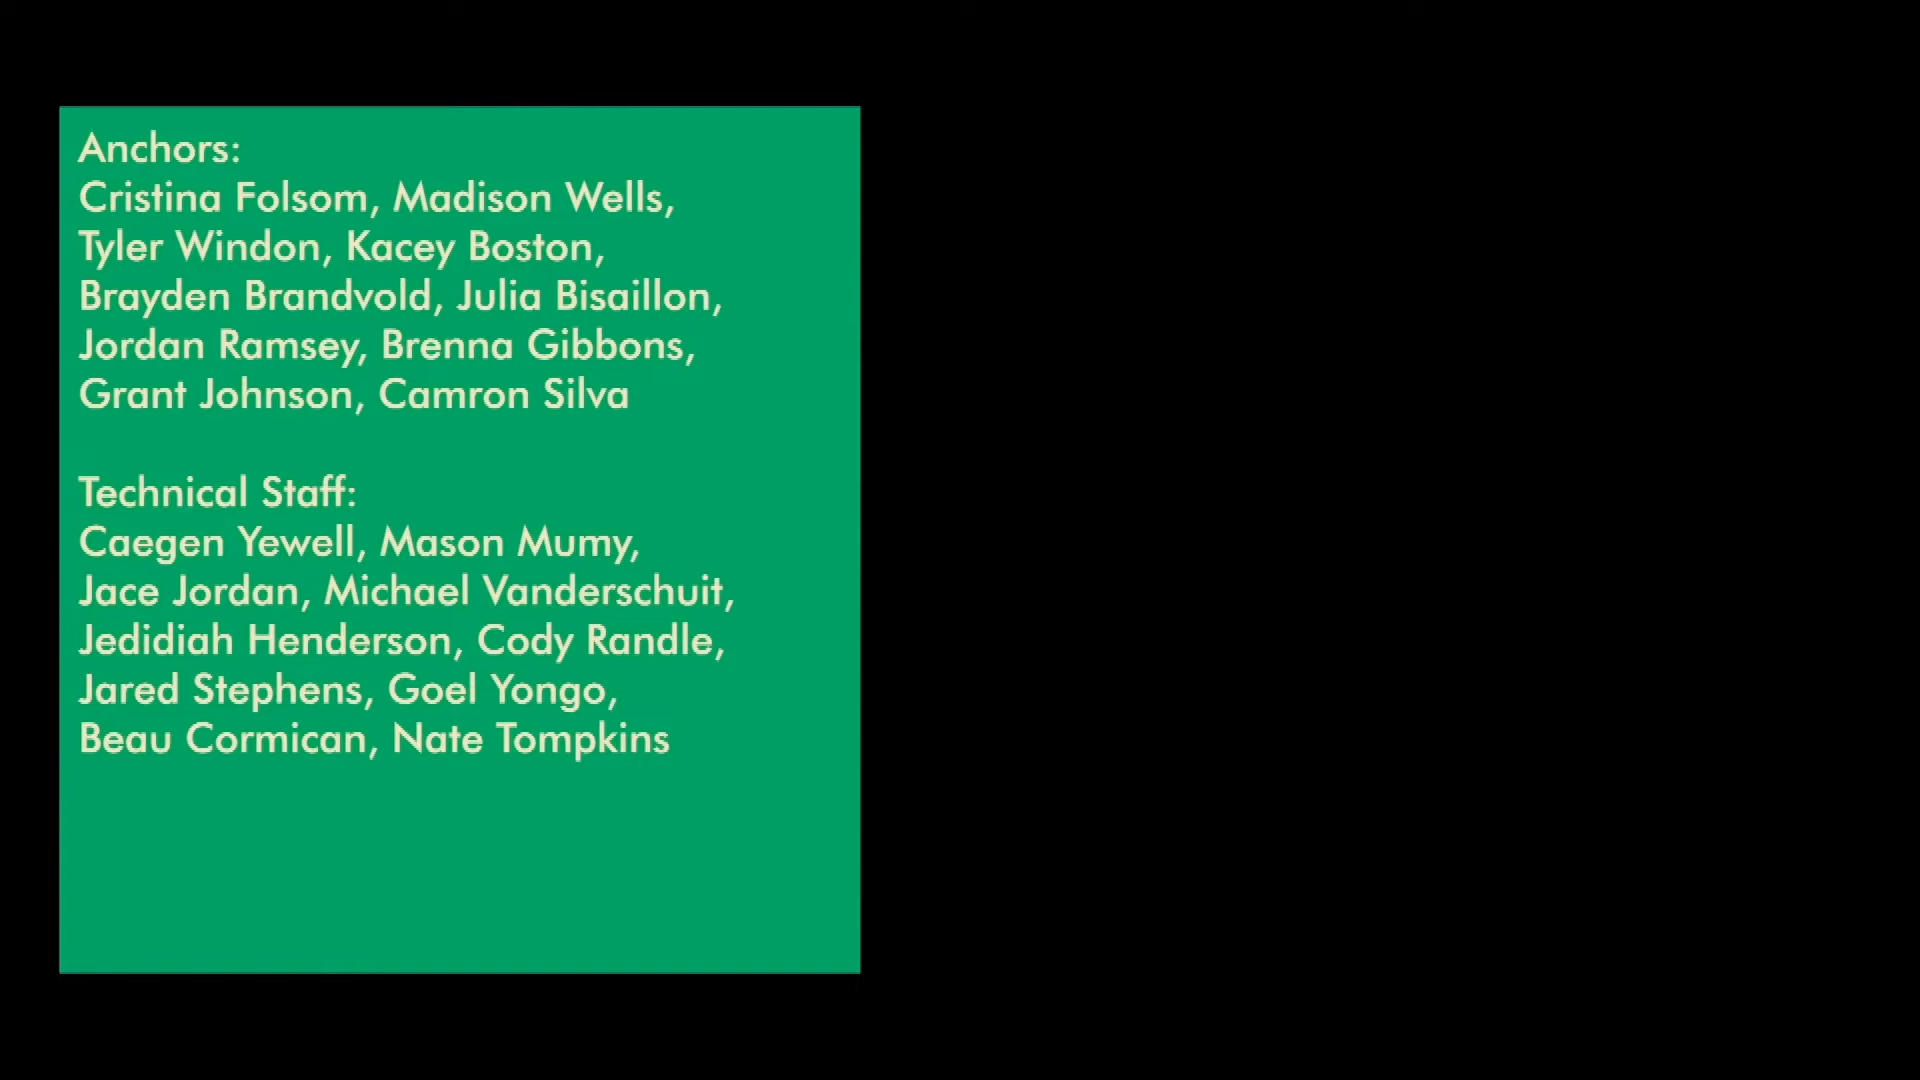 Anchors:
Cristina Folsom, Madison Wells,
Tyler Windon, Kacey Boston,
Brayden Brandvold, Julia Bisaillon,
Jordan Ramsey, Brenna Gibbons,
Grant Johnson, Camron Silva
Technical Staff:
Caegen Yewell, Mason Mumy,
Jace Jordan, Michael Vanderschuit,
Jedidiah Henderson, Cody Randle,
Jared Stephens, Goel Yongo,
Beau Cormican, Nate Tompkins